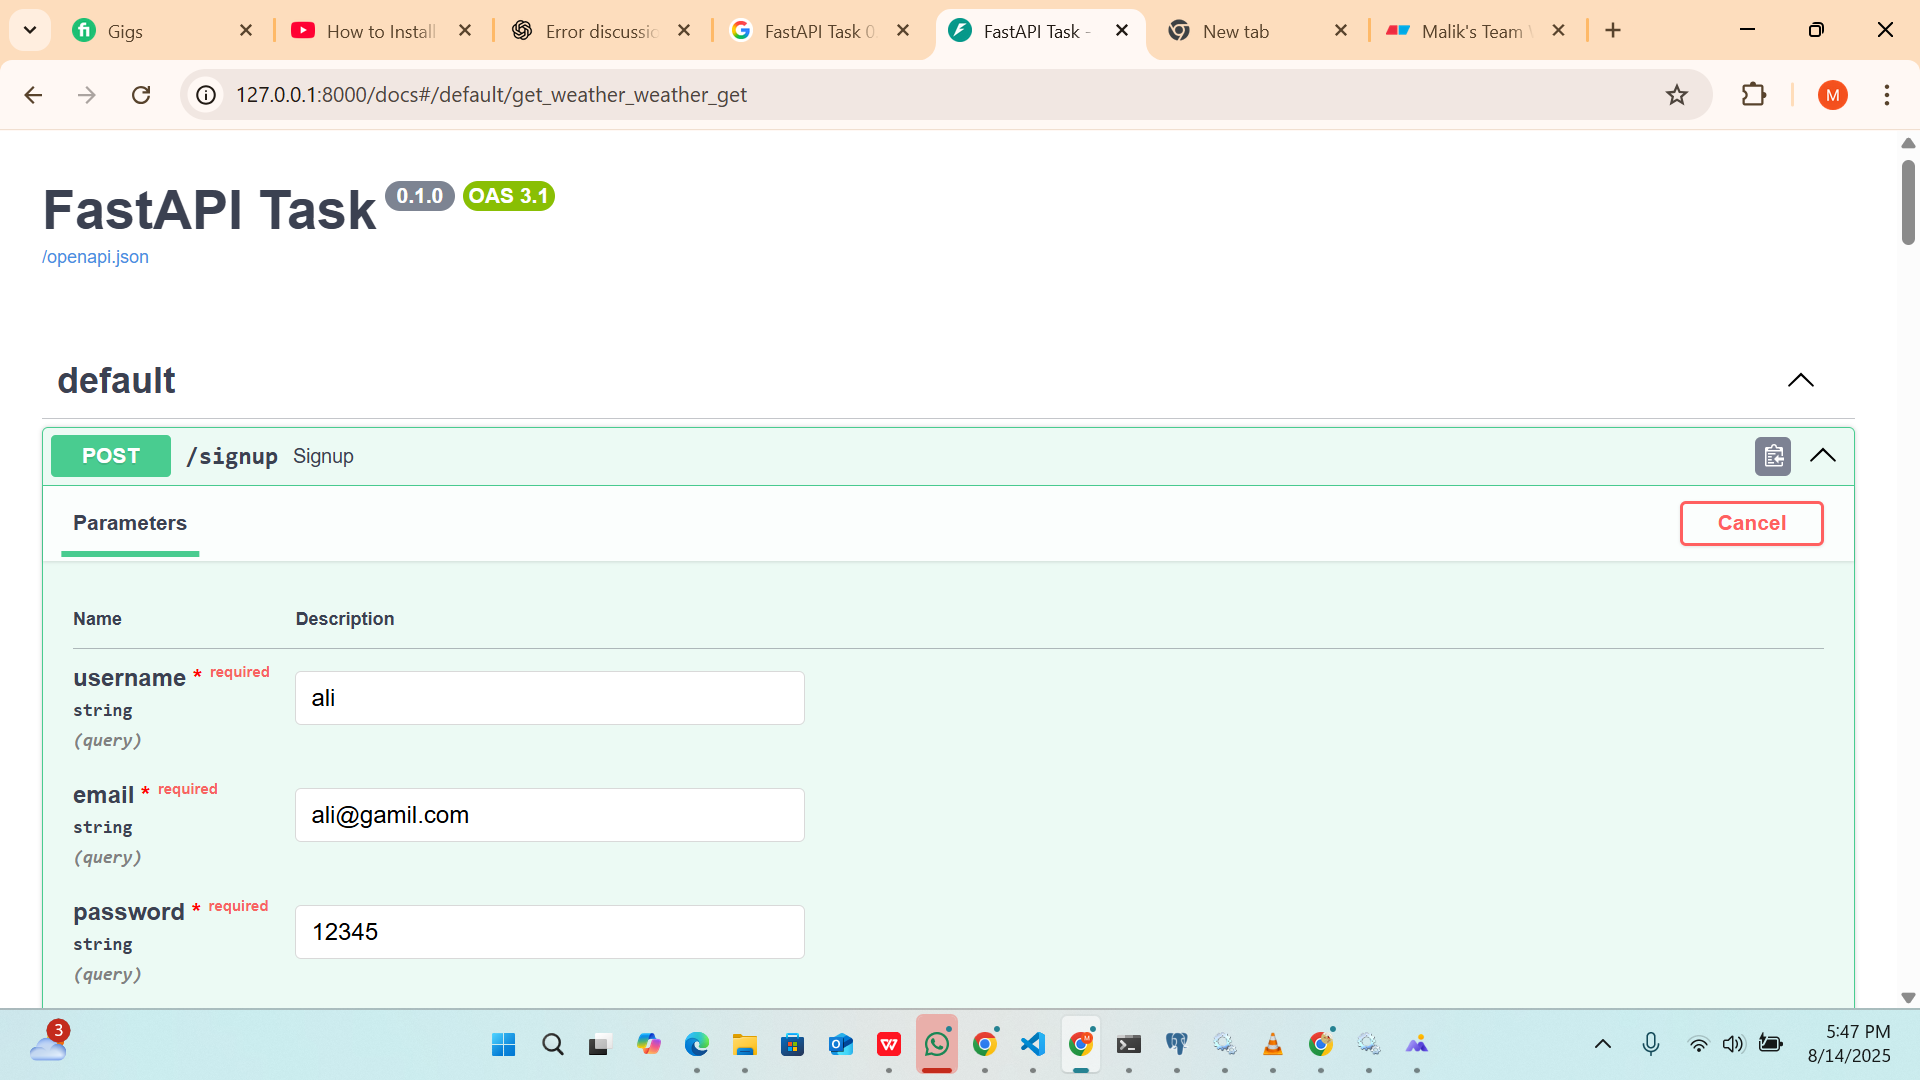 Gigs
How to Install
Error discussio
FastAPI Task 0.
FastAPI Task -
New tab
Malik's Team
127.0.0.1:8000/docs#/default/get_weather_weather_get
M
FastAPI Task 0.1.0 OAS 3.1
/openapi.json
default
POST /signup Signup
Parameters
Cancel
Name Description
username * required
string
(query)
ali
email * required
string
(query)
ali@gamil.com
password * required
string
(query)
12345
3
5:47 PM
8/14/2025